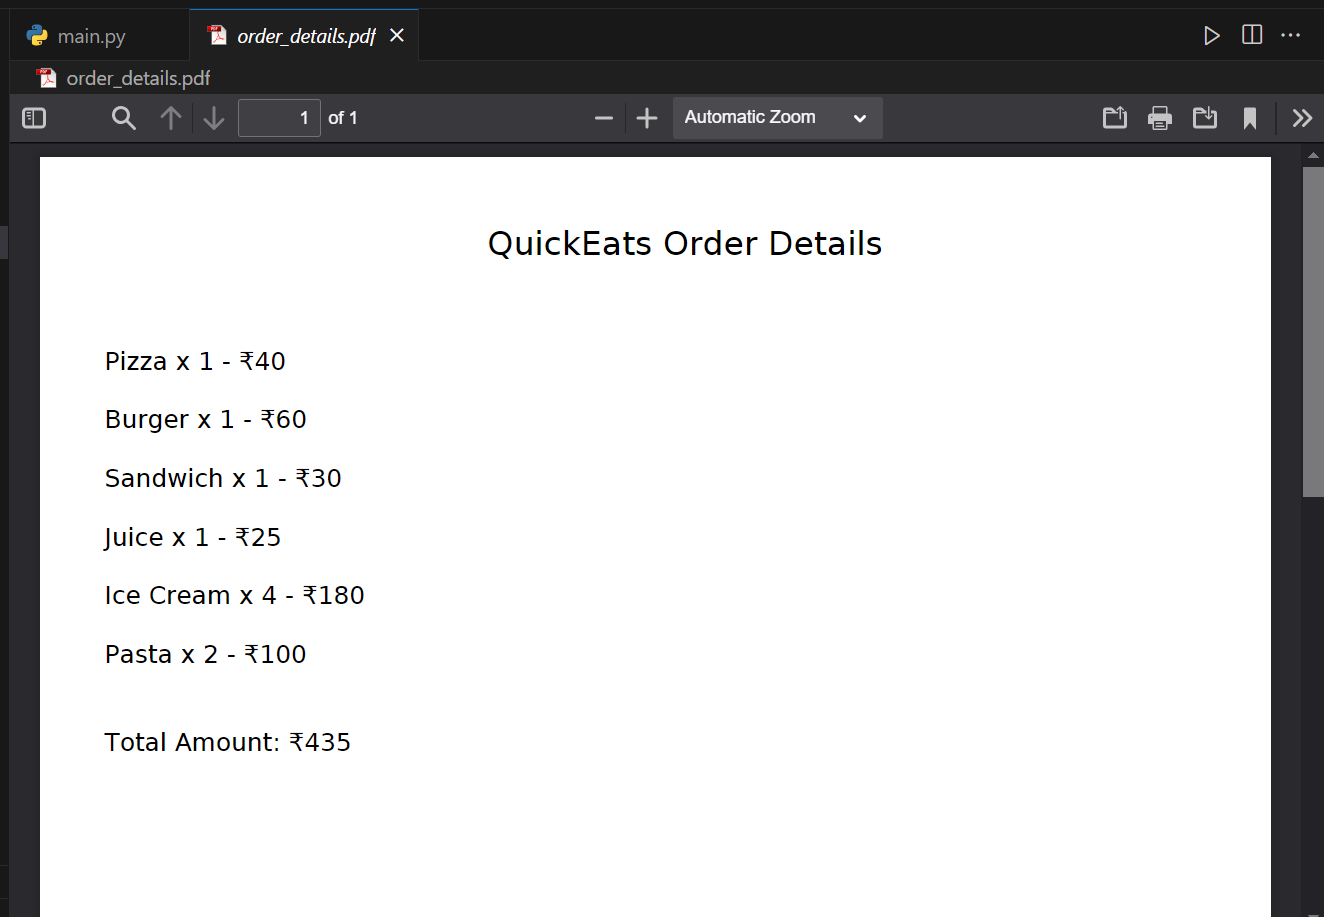 main.py order_details.pdf
order_details.pdf
1 of 1 Automatic Zoom
QuickEats Order Details
Pizza x 1 - ₹40
Burger x 1 - ₹60
Sandwich x 1 - ₹30
Juice x 1 - ₹25
Ice Cream x 4 - ₹180
Pasta x 2 - ₹100
Total Amount: ₹435